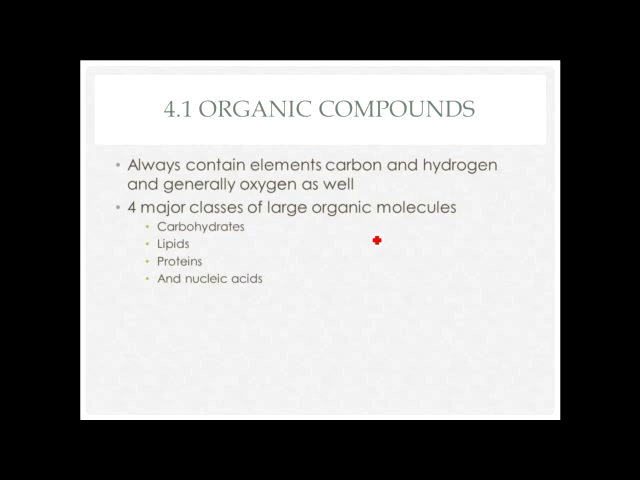 4.1 ORGANIC COMPOUNDS
• Always contain elements carbon and hydrogen
and generally oxygen as well
• 4 major classes of large organic molecules
• Carbohydrates
• Lipids
• Proteins
• And nucleic acids